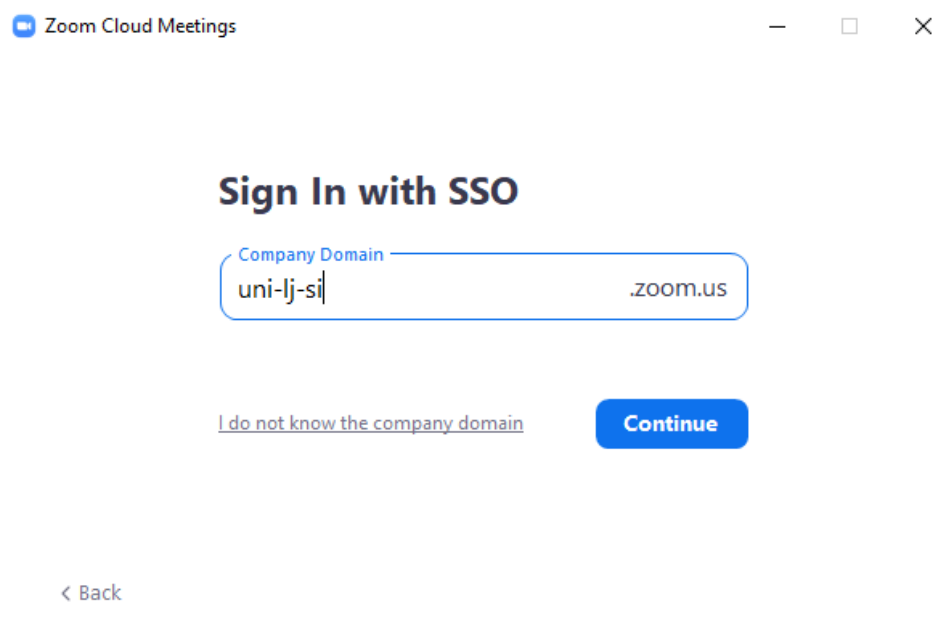 Zoom Cloud Meetings
Sign In with SSO
Company Domain
uni-lj-si .zoom.us
I do not know the company domain Continue
Back